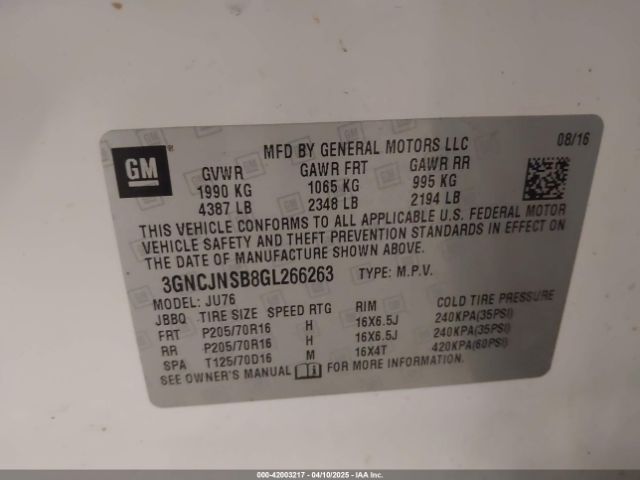 GM
MFD BY GENERAL MOTORS LLC 08/16
GVWR GAWR FRT GAWR RR
1990 KG 1065 KG 995 KG
4387 LB 2348 LB 2194 LB
THIS VEHICLE CONFORMS TO ALL APPLICABLE U.S. FEDERAL MOTOR
VEHICLE SAFETY AND THEFT PREVENTION STANDARDS IN EFFECT ON
THE DATE OF MANUFACTURE SHOWN ABOVE.
3GNCJNSB8GL266263 TYPE: M.P.V.
MODEL: JU76
JBBQ TIRE SIZE SPEED RTG RIM COLD TIRE PRESSURE
FRT P205/70R16 H 16X6.5J 240KPA(35PSI)
RR P205/70R16 H 16X6.5J 240KPA(35PSI)
SPA T125/70D16 M 16X4T 420KPA(60PSI)
SEE OWNER'S MANUAL FOR MORE INFORMATION.
000-42003217 - 04/10/2025 - IAA, Inc.